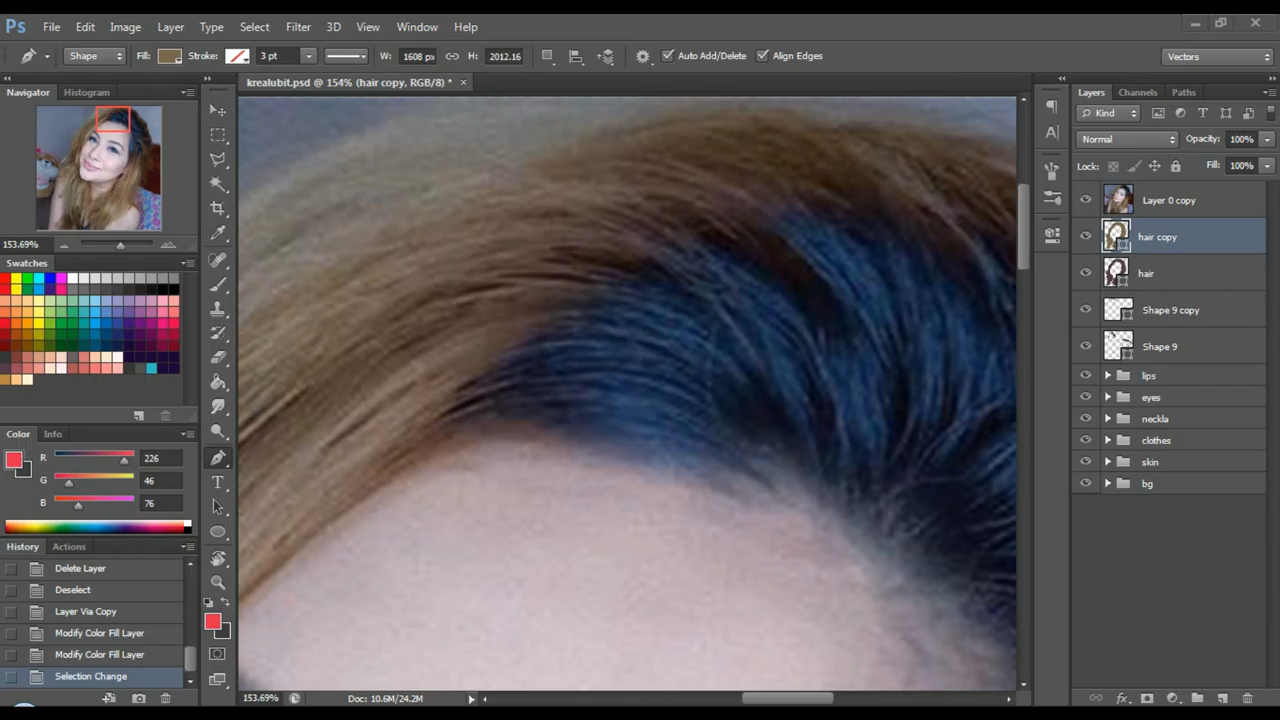 Ps File Edit Image Layer Type Select Filter 3D View Window Help
Shape Fill: Stroke: 3 pt W: 1608 px H: 2012.16 Auto Add/Delete Align Edges Vectors
Navigator Histogram
krealubit.psd @ 154% (hair copy, RGB/8) *
Layers Channels Paths
Kind
Normal Opacity: 100%
Lock: Fill: 100%
Layer 0 copy
hair copy
hair
Shape 9 copy
Shape 9
lips
eyes
neckla
clothes
skin
bg
153.69%
Swatches
Color Info
R 226
G 46
B 76
History Actions
Delete Layer
Deselect
Layer Via Copy
Modify Color Fill Layer
Modify Color Fill Layer
Selection Change
153.69% Doc: 10.6M/24.2M